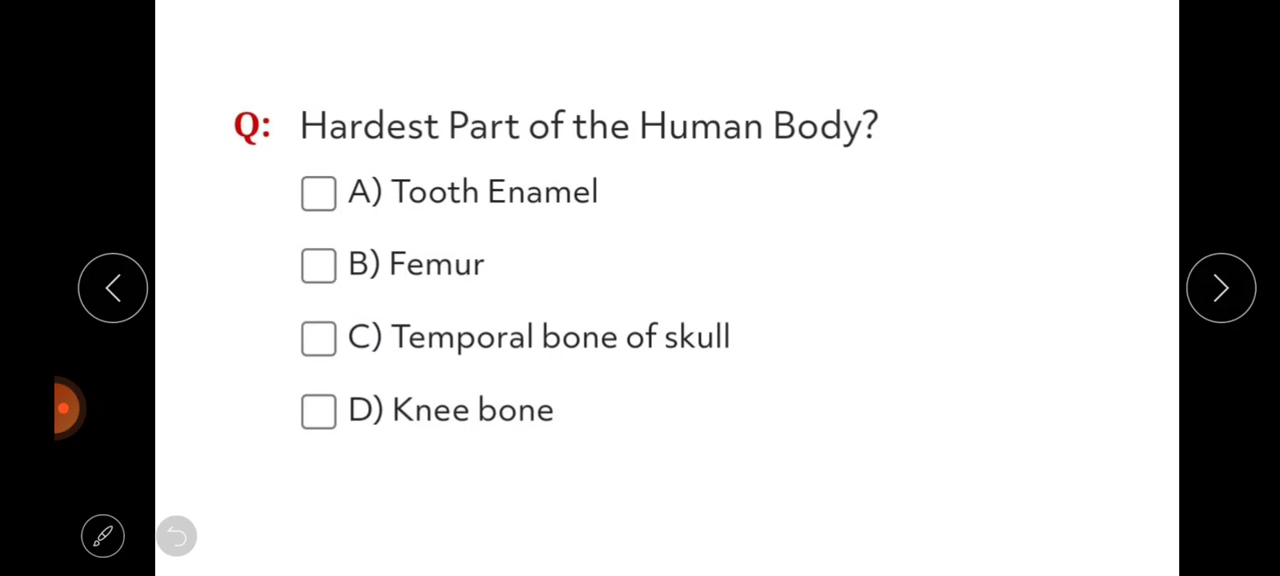 Q: Hardest Part of the Human Body?
A) Tooth Enamel
B) Femur
C) Temporal bone of skull
D) Knee bone